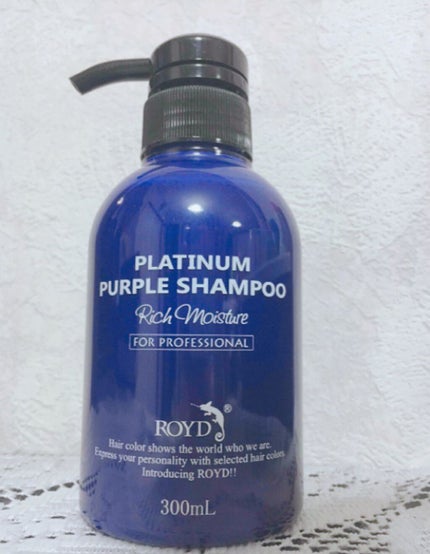 PLATINUM
PURPLE SHAMPOO
Rich Moisture
FOR PROFESSIONAL
ROYD®
Hair color shows the world who we are.
Express your personality with selected hair colors.
Introducing ROYD!!
300mL